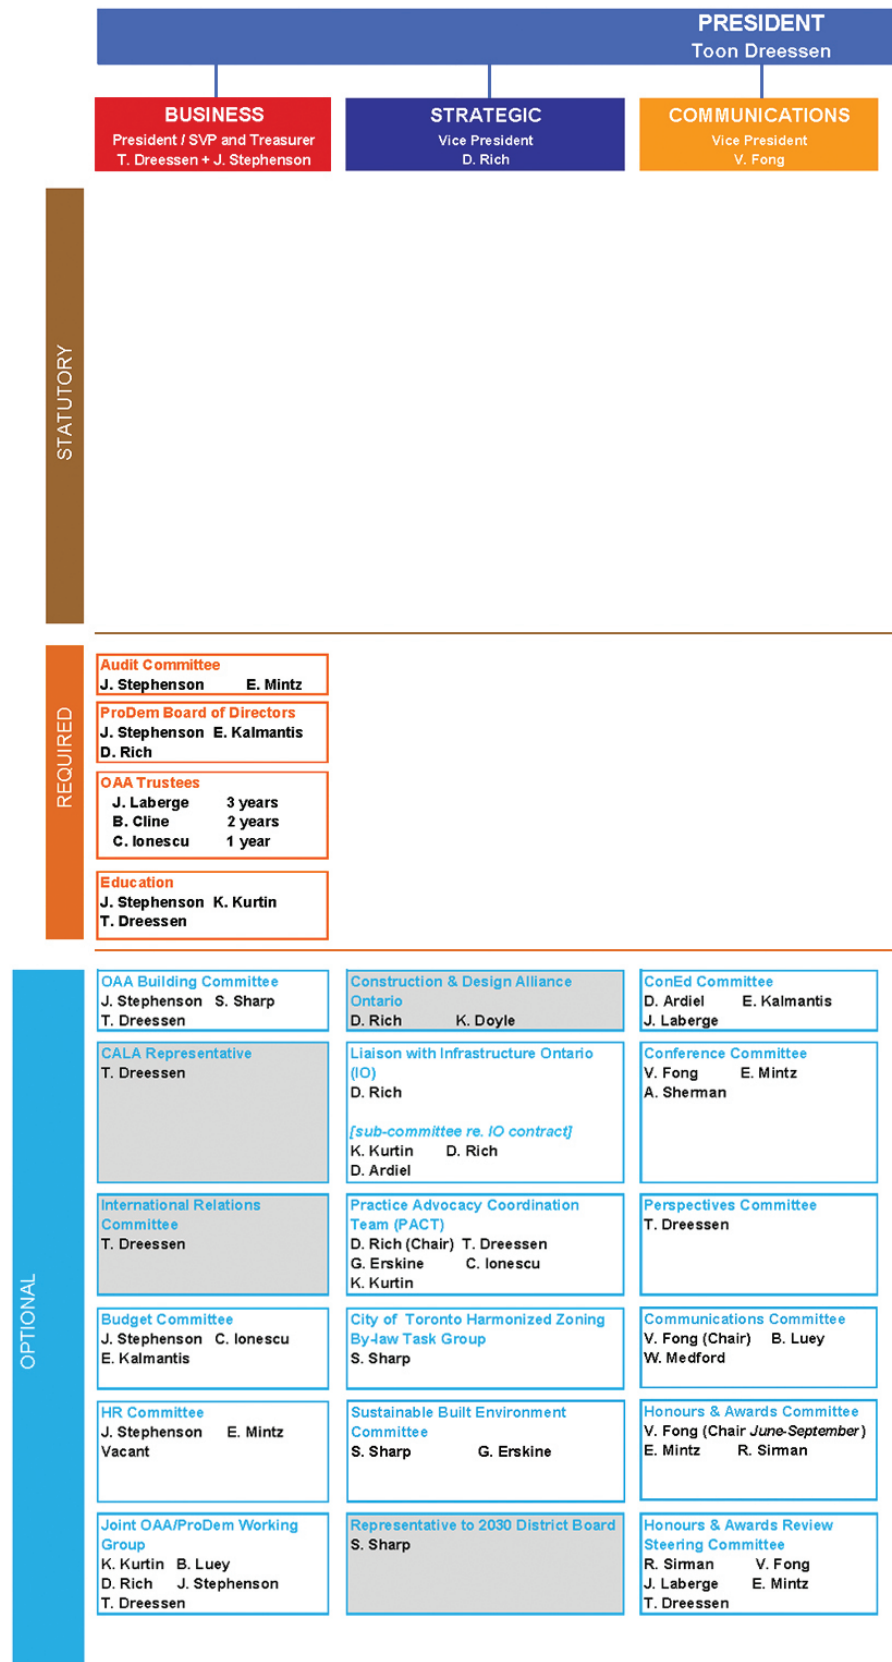 PRESIDENT
Toon Dreessen
BUSINESS
President / SVP and Treasurer
T. Dreessen + J. Stephenson
STRATEGIC
Vice President
D. Rich
COMMUNICATIONS
Vice President
V. Fong
STATUTORY
REQUIRED
Audit Committee
J. Stephenson E. Mintz
ProDem Board of Directors
J. Stephenson E. Kalmantis
D. Rich
OAA Trustees
J. Laberge 3 years
B. Cline 2 years
C. Ionescu 1 year
Education
J. Stephenson K. Kurtin
T. Dreessen
OPTIONAL
OAA Building Committee
J. Stephenson S. Sharp
T. Dreessen
CALA Representative
T. Dreessen
International Relations
Committee
T. Dreessen
Budget Committee
J. Stephenson C. Ionescu
E. Kalmantis
HR Committee
J. Stephenson E. Mintz
Vacant
Joint OAA/ProDem Working
Group
K. Kurtin B. Luey
D. Rich J. Stephenson
T. Dreessen
Construction & Design Alliance
Ontario
D. Rich K. Doyle
Liaison with Infrastructure Ontario
(IO)
D. Rich
[sub-committee re. IO contract]
K. Kurtin D. Rich
D. Ardiel
Practice Advocacy Coordination
Team (PACT)
D. Rich (Chair) T. Dreessen
G. Erskine C. Ionescu
K. Kurtin
City of Toronto Harmonized Zoning
By-law Task Group
S. Sharp
Sustainable Built Environment
Committee
S. Sharp G. Erskine
Representative to 2030 District Board
S. Sharp
ConEd Committee
D. Ardiel E. Kalmantis
J. Laberge
Conference Committee
V. Fong E. Mintz
A. Sherman
Perspectives Committee
T. Dreessen
Communications Committee
V. Fong (Chair) B. Luey
W. Medford
Honours & Awards Committee
V. Fong (Chair June-September)
E. Mintz R. Sirman
Honours & Awards Review
Steering Committee
R. Sirman V. Fong
J. Laberge E. Mintz
T. Dreessen